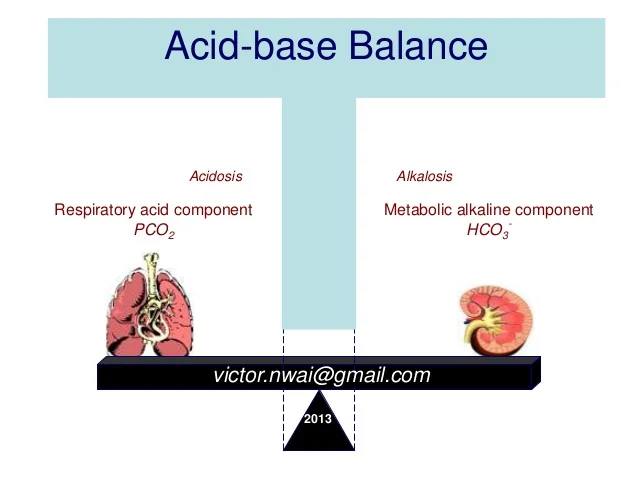 Acid-base Balance
Acidosis
Alkalosis
Respiratory acid component
PCO2
Metabolic alkaline component
HCO3-
victor.nwai@gmail.com
2013